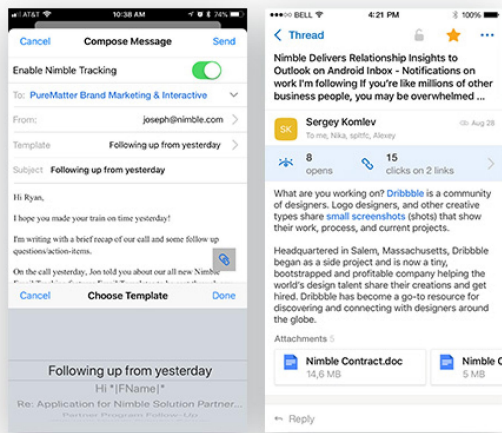 AT&T
10:38 AM
74%
Cancel
Compose Message
Send
Enable Nimble Tracking
To: PureMatter Brand Marketing & Interactive
From: joseph@nimble.com
Template Following up from yesterday
Subject Following up from yesterday
Hi Ryan,
I hope you made your train on time yesterday!
I'm writing with a brief recap of our call and some follow up
questions/action-items.
On the call yesterday, Jon told you about our all new Nimble
Cancel
Choose Template
Done
Following up from yesterday
Hi *|FName|*
Re: Application for Nimble Solution Partner...
Partner Program Follow-Up
BELL
4:21 PM
100%
Thread
Nimble Delivers Relationship Insights to
Outlook on Android Inbox - Notifications on
work I'm following If you're like millions of other
business people, you may be overwhelmed ...
SK
Sergey Komlev
Aug 28
To me, Nika, spltfc, Alexey
8
opens
15
clicks on 2 links
What are you working on? Dribbble is a community
of designers. Logo designers, and other creative
types share small screenshots (shots) that show
their work, process, and current projects.
Headquartered in Salem, Massachusetts, Dribbble
began as a side project and is now a tiny,
bootstrapped and profitable company helping the
world's design talent share their creations and get
hired. Dribbble has become a go-to resource for
discovering and connecting with designers around
the globe.
Attachments 5
Nimble Contract.doc
14,6 MB
Nimble C
5 MB
Reply